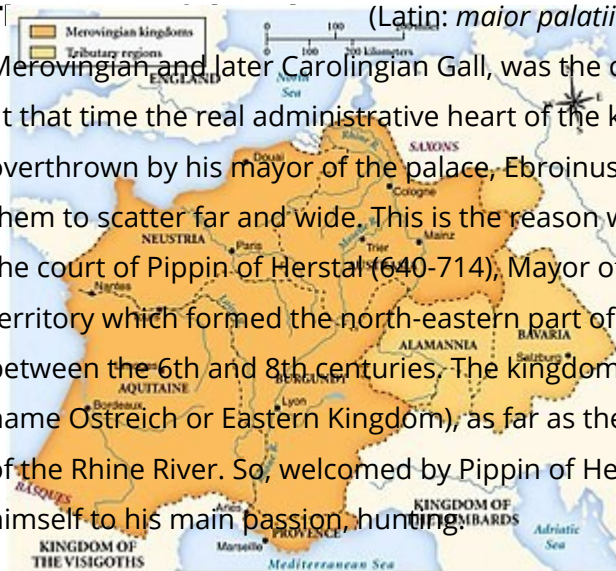 (Latin: maior palatii
Merovingian kingdoms
Tributary regions
100
200 kilometers
Merovingian and later Carolingian Gall, was the
ENGLAND
North
Sea
t that time the real administrative heart of the k
SAXONS
Rhine R.
Douai
overthrown by his mayor of the palace, Ebroinus
Cologne
hem to scatter far and wide. This is the reason w
NEUSTRIA
Paris
Trier
Mainz
he court of Pippin of Herstal (640-714), Mayor o
Nantes
territory which formed the north-eastern part of
BAVARIA
ALAMANNIA
Salzburg
between the 6th and 8th centuries. The kingdom
AQUITAINE
BURGUNDY
Bordeaux
Lyon
name Ostreich or Eastern Kingdom), as far as the
of the Rhine River. So, welcomed by Pippin of He
BASQUES
Arles
KINGDOM OF
THE LOMBARDS
himself to his main passion, hunting.
PROVENCE
Adriatic
Sea
KINGDOM OF
THE VISIGOTHS
Marseille
Mediterranean Sea